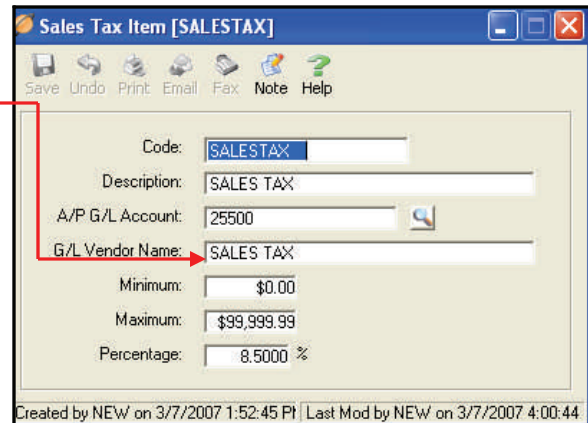 Sales Tax Item [SALESTAX]
Save Undo Print Email Fax Note Help
Code: SALESTAX
Description: SALES TAX
A/P G/L Account: 25500
G/L Vendor Name: SALES TAX
Minimum: $0.00
Maximum: $99,999.99
Percentage: 8.5000 %
Created by NEW on 3/7/2007 1:52:45 PM Last Mod by NEW on 3/7/2007 4:00:44